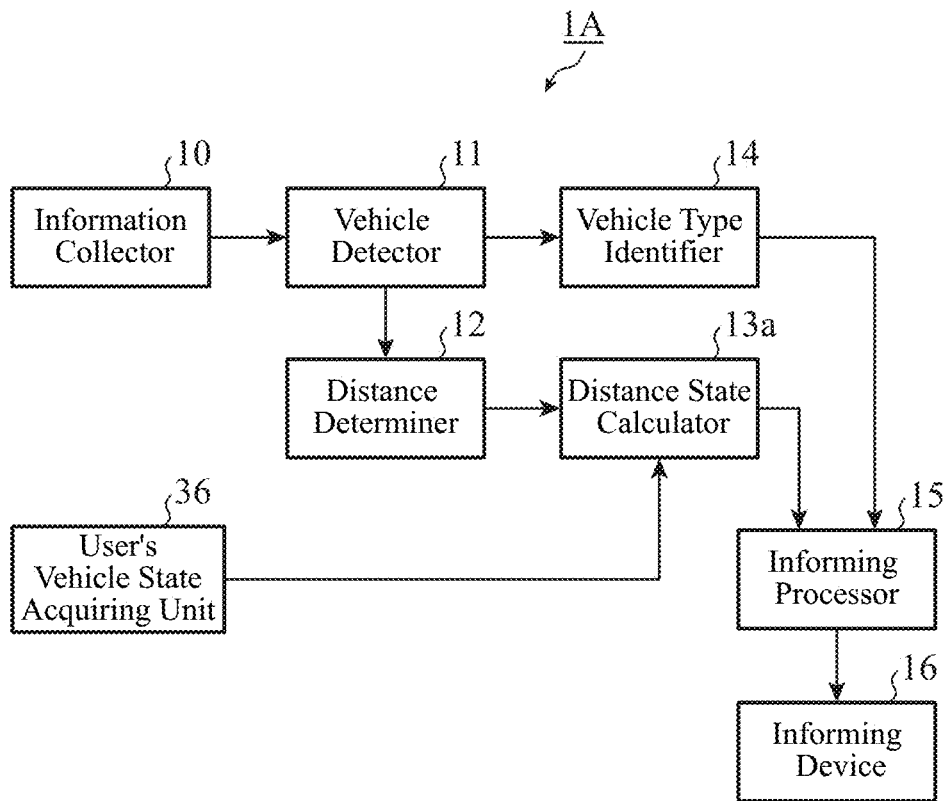 1A
10
11
14
Information
Collector
Vehicle
Detector
Vehicle Type
Identifier
12
13a
Distance
Determiner
Distance State
Calculator
36
15
User's
Vehicle State
Acquiring Unit
Informing
Processor
16
Informing
Device